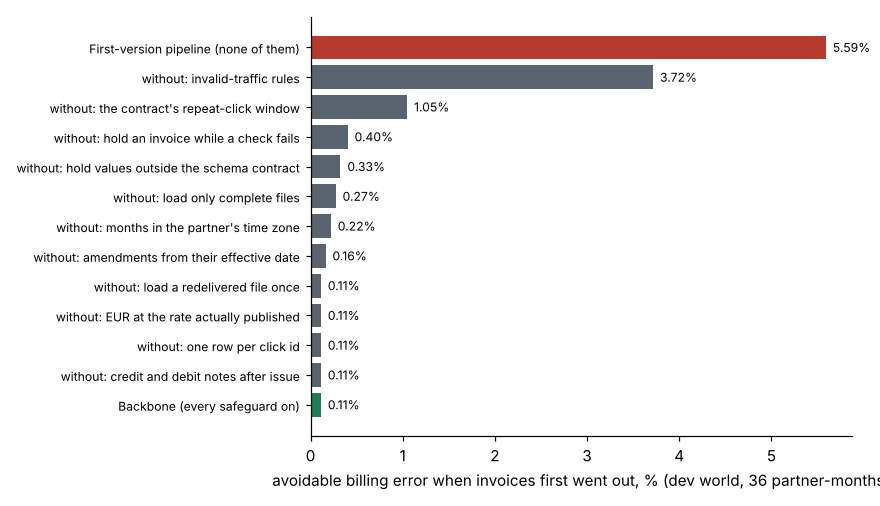 First-version pipeline (none of them) 5.59%
without: invalid-traffic rules 3.72%
without: the contract's repeat-click window 1.05%
without: hold an invoice while a check fails 0.40%
without: hold values outside the schema contract 0.33%
without: load only complete files 0.27%
without: months in the partner's time zone 0.22%
without: amendments from their effective date 0.16%
without: load a redelivered file once 0.11%
without: EUR at the rate actually published 0.11%
without: one row per click id 0.11%
without: credit and debit notes after issue 0.11%
Backbone (every safeguard on) 0.11%
0 1 2 3 4 5
avoidable billing error when invoices first went out, % (dev world, 36 partner-months